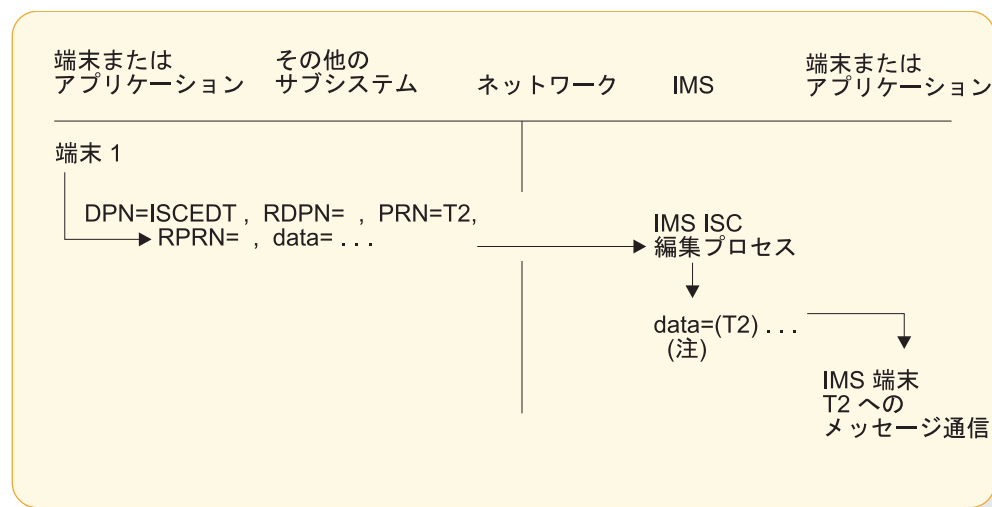 端末または
アプリケーション
その他の
サブシステム
ネットワーク
IMS
端末または
アプリケーション
端末 1
DPN=ISCEDT , RDPN= , PRN=T2,
RPRN= , data= . . .
IMS ISC
編集プロセス
data=(T2) . . .
(注)
IMS 端末
T2 への
メッセージ通信